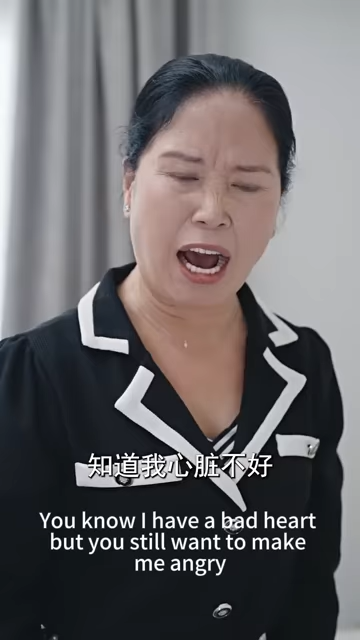 知道我心脏不好
You know I have a bad heart
but you still want to make
me angry